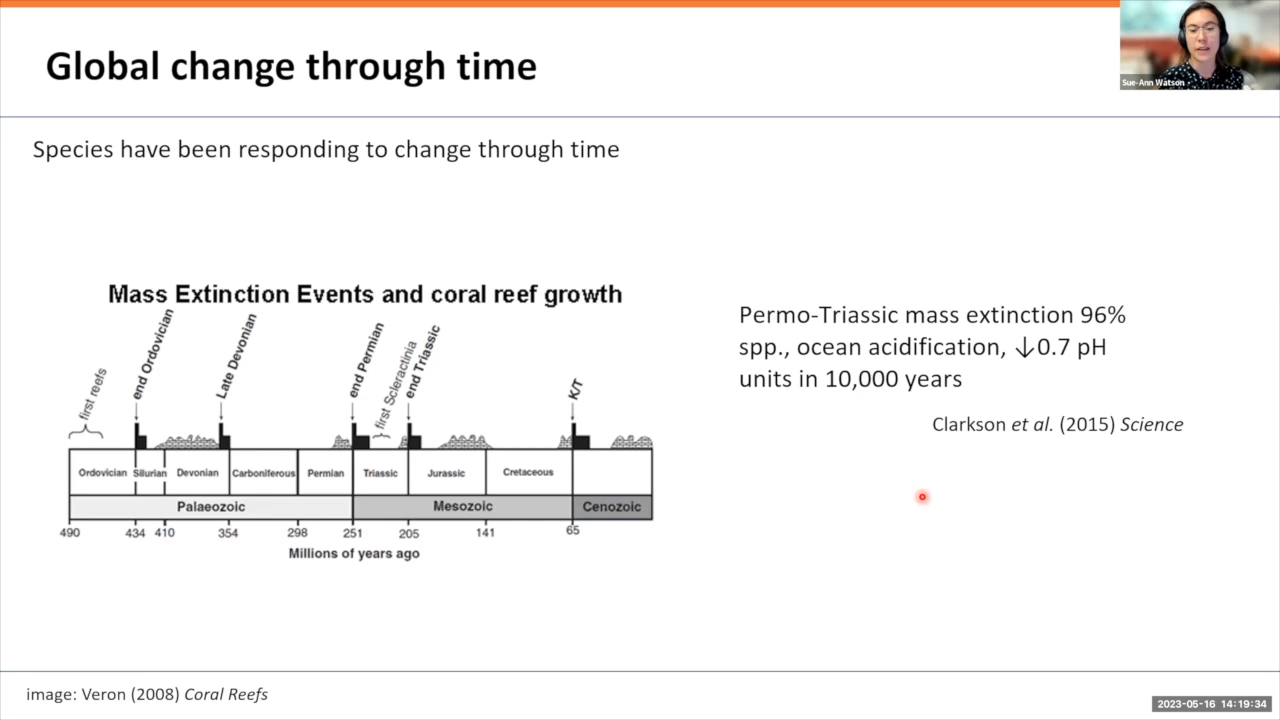 Global change through time
Sue-Ann Watson
Species have been responding to change through time
Mass Extinction Events and coral reef growth
first reefs
end Ordovician
Late Devonian
end Permian
first Scleractinia
end Triassic
K/T
Ordovician Silurian Devonian Carboniferous Permian Triassic Jurassic Cretaceous
Palaeozoic Mesozoic Cenozoic
490 434 410 354 298 251 205 141 65
Millions of years ago
Permo-Triassic mass extinction 96%
spp., ocean acidification, ↓0.7 pH
units in 10,000 years
Clarkson et al. (2015) Science
image: Veron (2008) Coral Reefs
2023-05-16 14:19:34